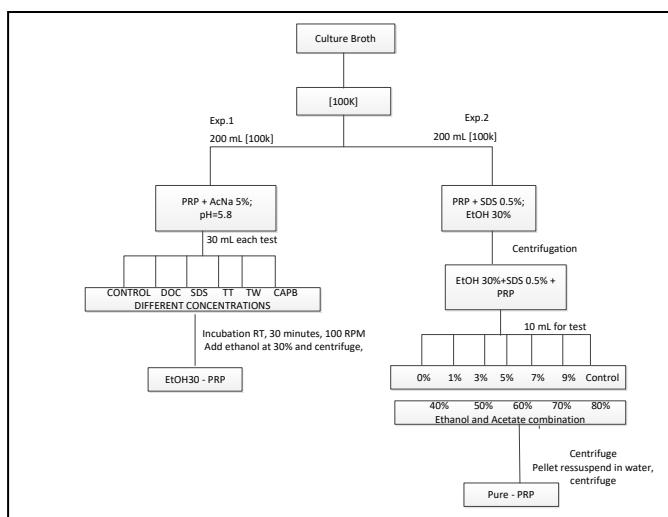 Culture Broth
[100K]
Exp.1
200 mL [100k]
Exp.2
200 mL [100k]
PRP + AcNa 5%;
pH=5.8
30 mL each test
CONTROL DOC SDS TT TW CAPB
DIFFERENT CONCENTRATIONS
Incubation RT, 30 minutes, 100 RPM
Add ethanol at 30% and centrifuge,
EtOH30 - PRP
PRP + SDS 0.5%;
EtOH 30%
Centrifugation
EtOH 30%+SDS 0.5% +
PRP
10 mL for test
0% 1% 3% 5% 7% 9% Control
40% 50% 60% 70% 80%
Ethanol and Acetate combination
Centrifuge
Pellet ressuspend in water,
centrifuge
Pure - PRP